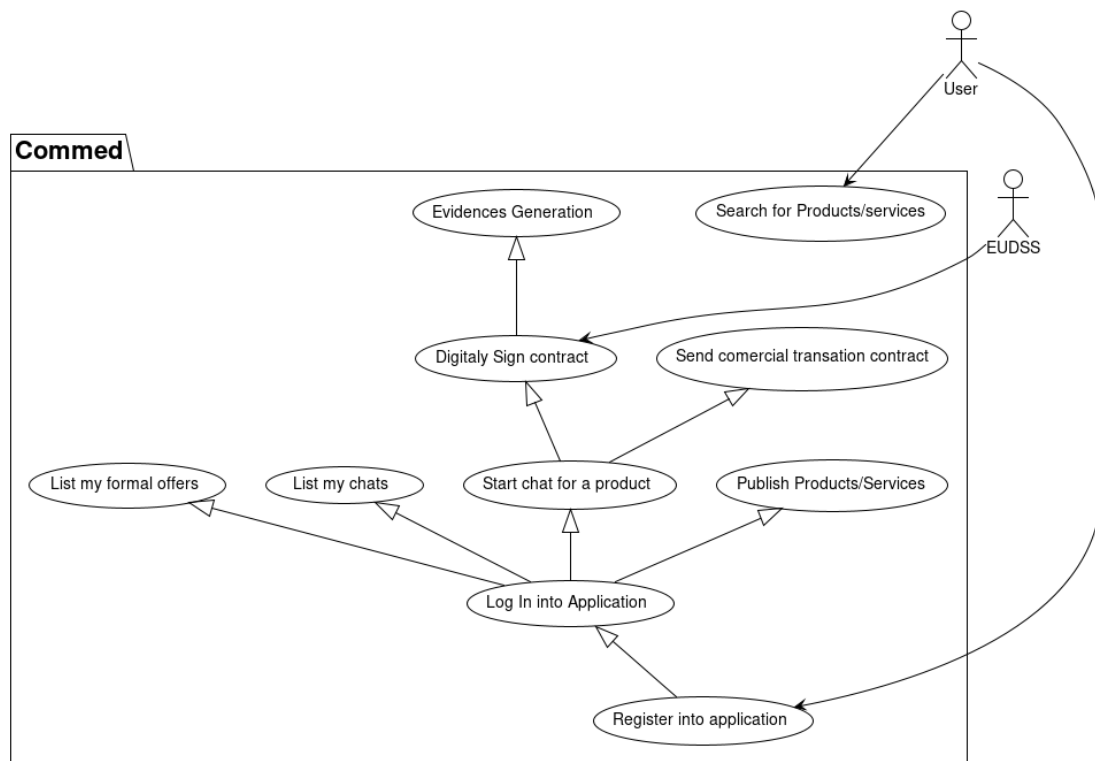 User
Commed
EUDSS
Evidences Generation
Search for Products/services
Digitaly Sign contract
Send comercial transation contract
List my formal offers
List my chats
Start chat for a product
Publish Products/Services
Log In into Application
Register into application